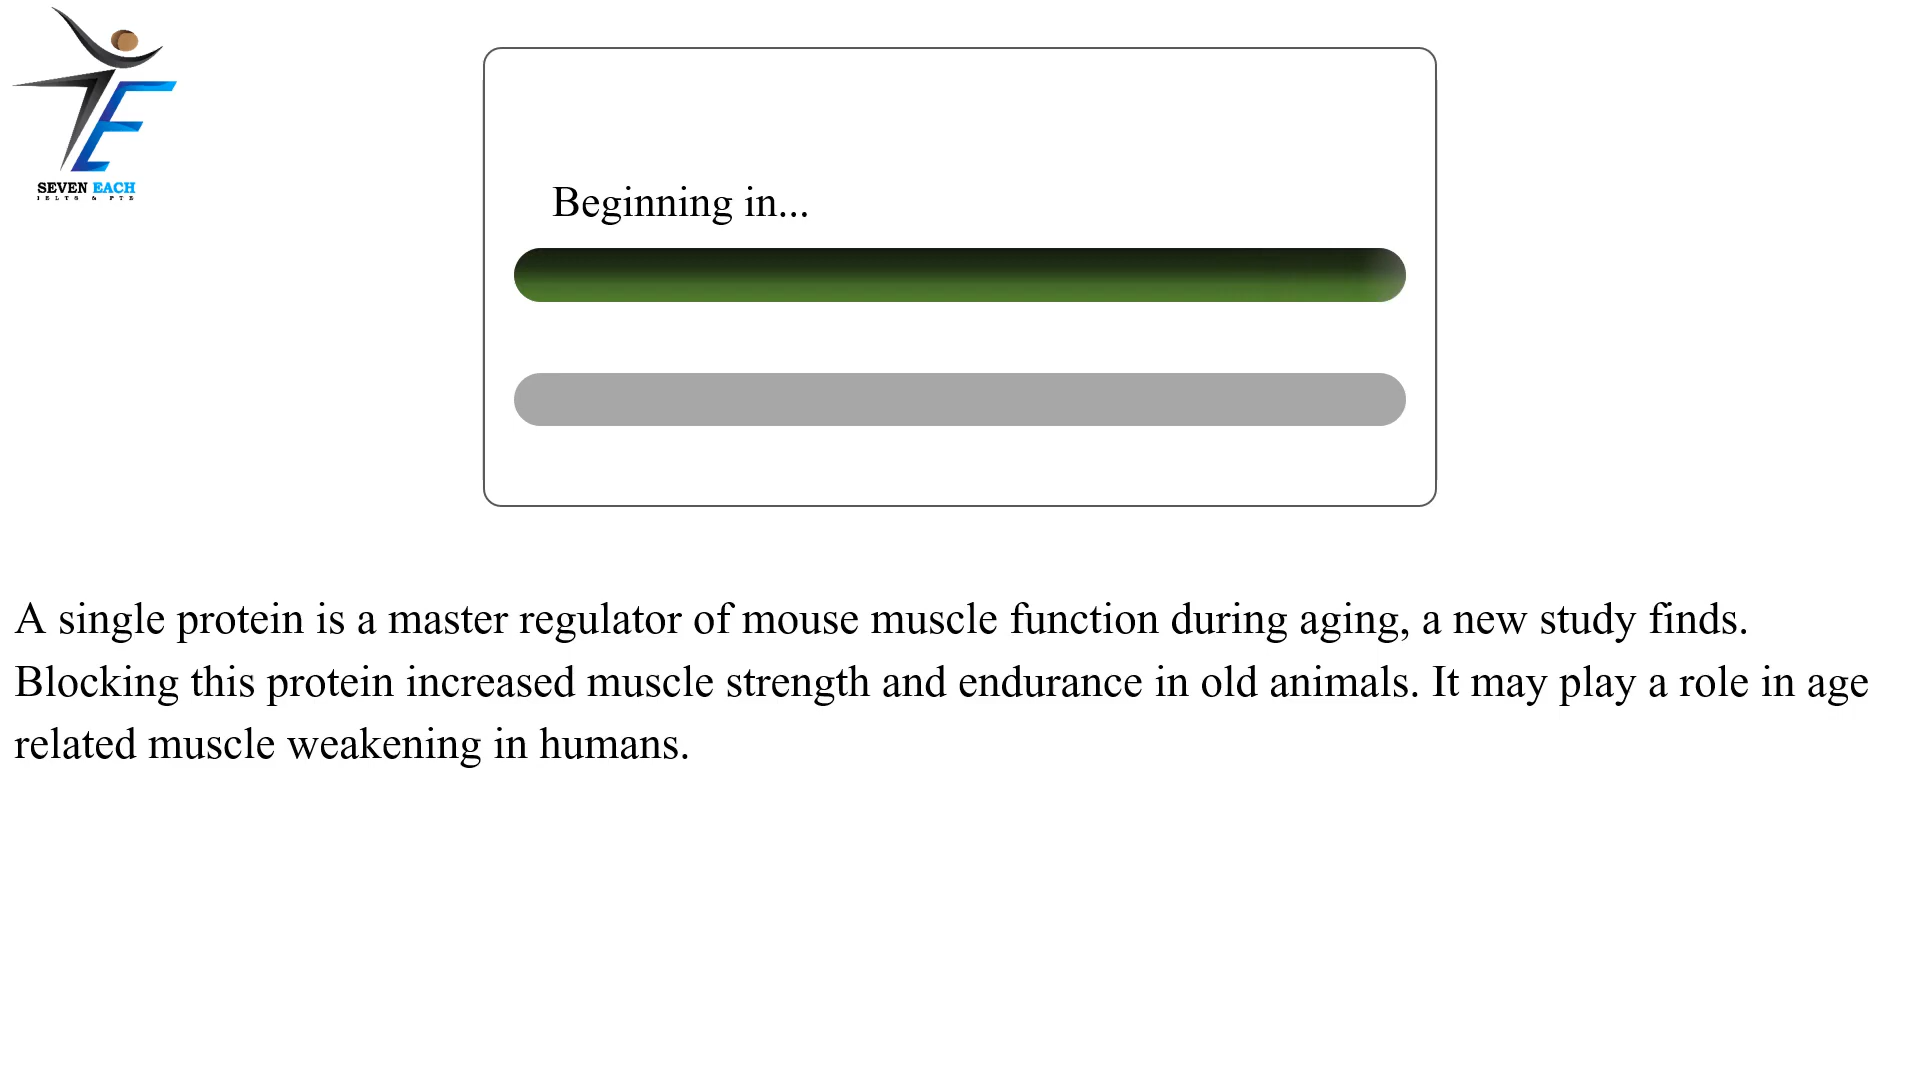 SEVEN EACH
IELTS & PTE
Beginning in...
A single protein is a master regulator of mouse muscle function during aging, a new study finds.
Blocking this protein increased muscle strength and endurance in old animals. It may play a role in age
related muscle weakening in humans.